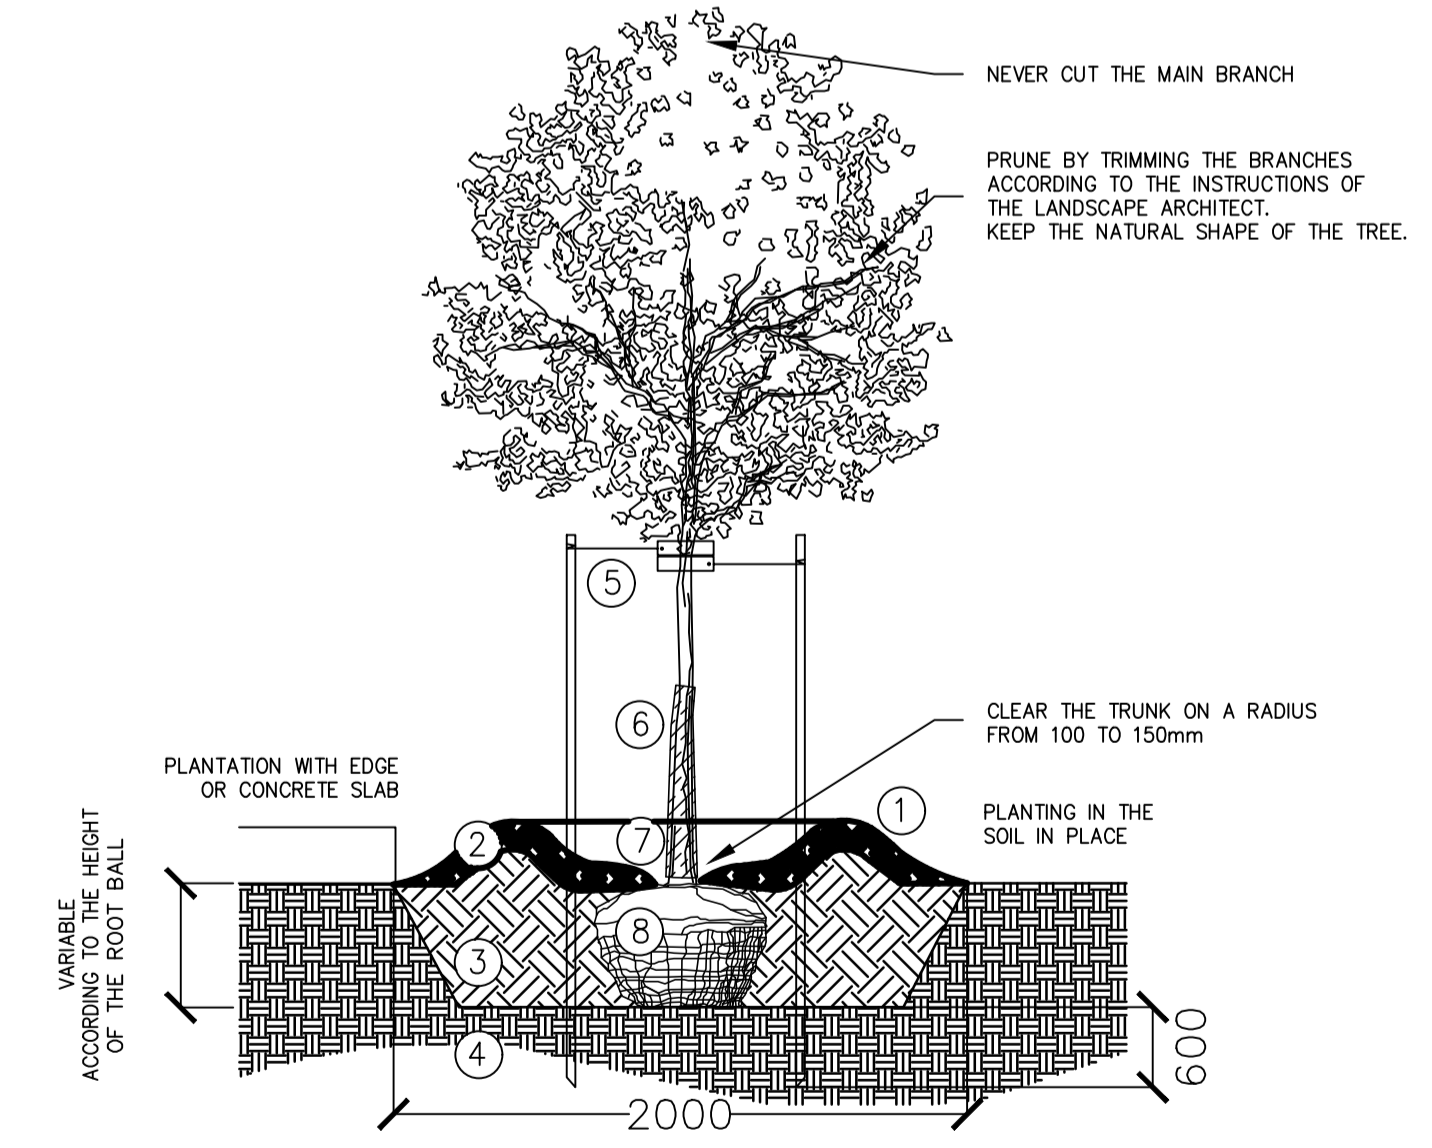 NEVER CUT THE MAIN BRANCH
PRUNE BY TRIMMING THE BRANCHES
ACCORDING TO THE INSTRUCTIONS OF
THE LANDSCAPE ARCHITECT.
KEEP THE NATURAL SHAPE OF THE TREE.
5
6
CLEAR THE TRUNK ON A RADIUS
FROM 100 TO 150mm
PLANTATION WITH EDGE
OR CONCRETE SLAB
1
PLANTING IN THE
SOIL IN PLACE
2
7
8
3
4
VARIABLE
ACCORDING TO THE HEIGHT
OF THE ROOT BALL
600
2000